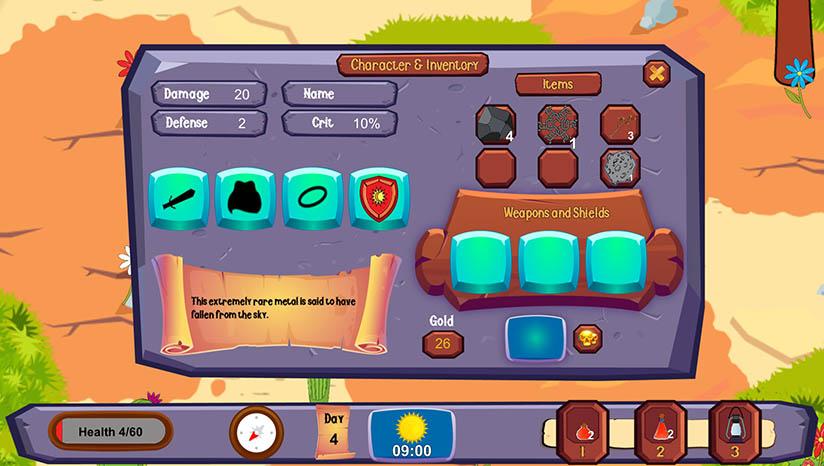 Character & Inventory
Items
Damage 20
Name
Defense 2
Crit 10%
4
1
3
1
Weapons and Shields
This extremely rare metal is said to have
fallen from the sky.
Gold
26
Health 4/60
Day
4
09:00
2
1
2
2
3